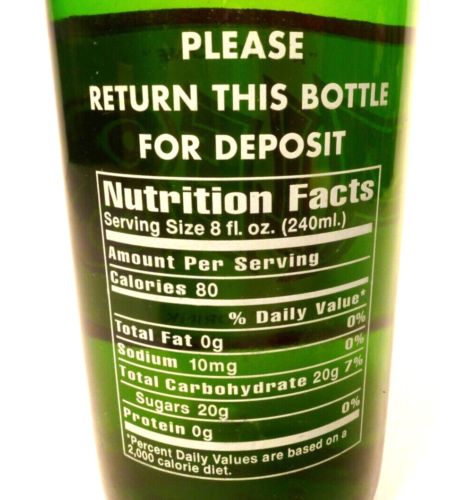 PLEASE
RETURN THIS BOTTLE
FOR DEPOSIT
Nutrition Facts
Serving Size 8 fl. oz. (240ml.)
Amount Per Serving
Calories 80
% Daily Value*
Total Fat 0g 0%
Sodium 10mg 0%
Total Carbohydrate 20g 7%
Sugars 20g
Protein 0g 0%
*Percent Daily Values are based on a
2,000 calorie diet.